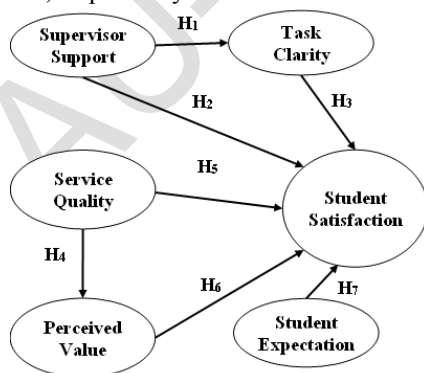 H1
Supervisor
Support
Task
Clarity
H2
H3
Service
Quality
H5
Student
Satisfaction
H4
H6
H7
Perceived
Value
Student
Expectation